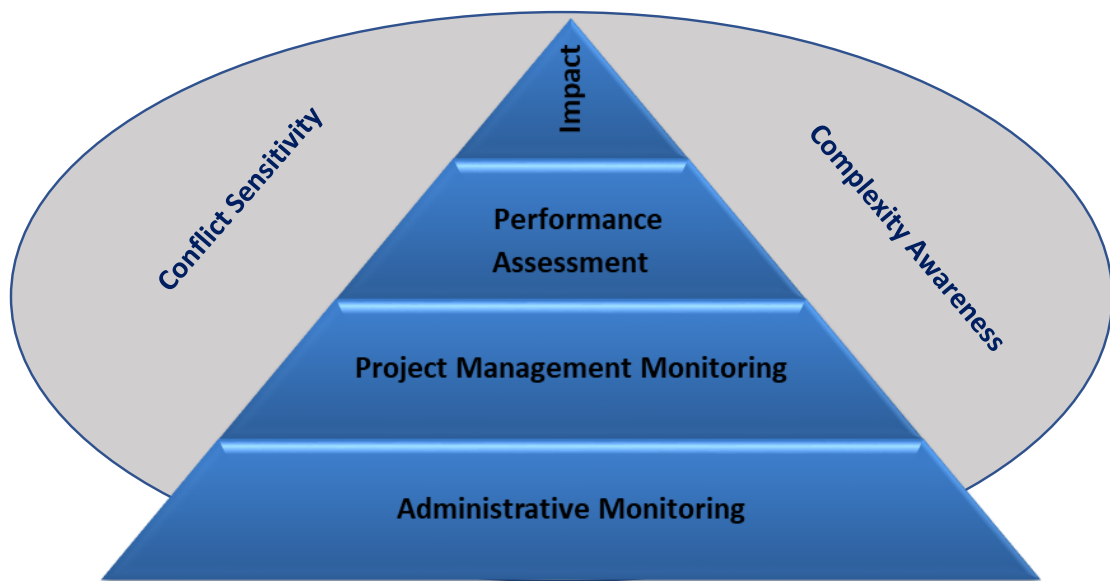 Impact
Conflict Sensitivity
Complexity Awareness
Performance
Assessment
Project Management Monitoring
Administrative Monitoring